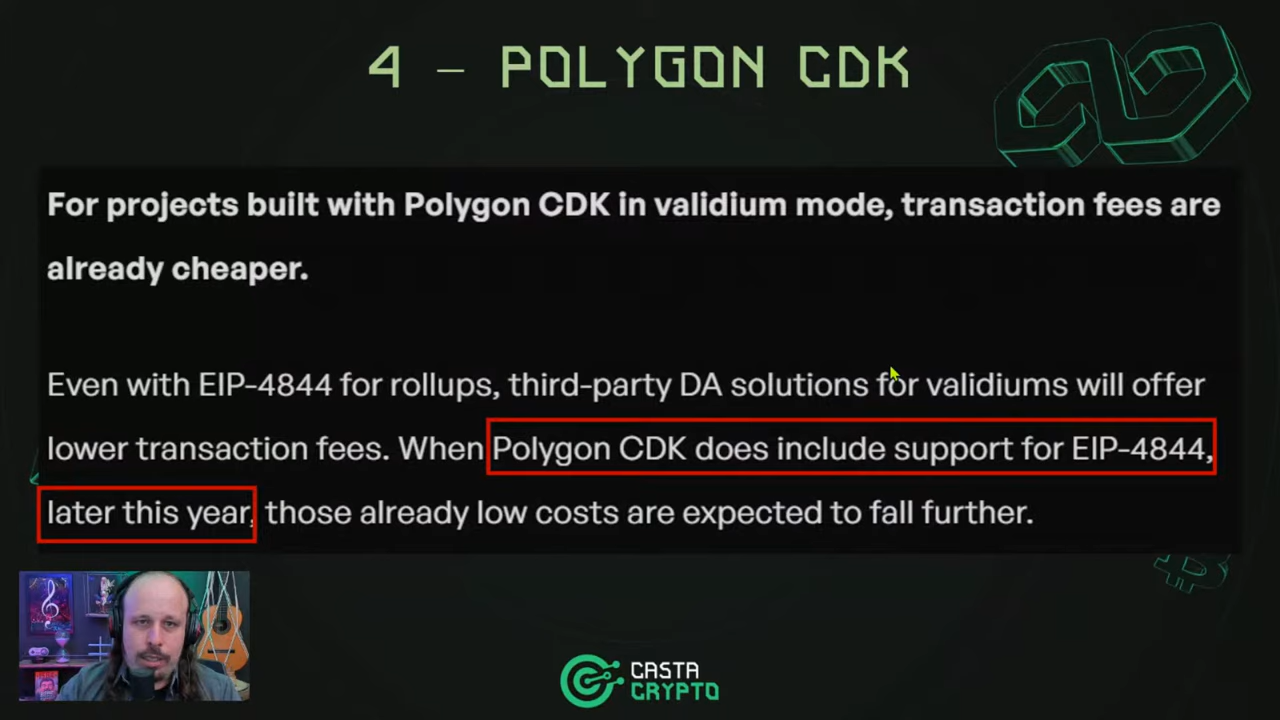 4 – POLYGON CDK
For projects built with Polygon CDK in validium mode, transaction fees are
already cheaper.
Even with EIP-4844 for rollups, third-party DA solutions for validiums will offer
lower transaction fees. When Polygon CDK does include support for EIP-4844,
later this year, those already low costs are expected to fall further.
CASTA
CRYPTO